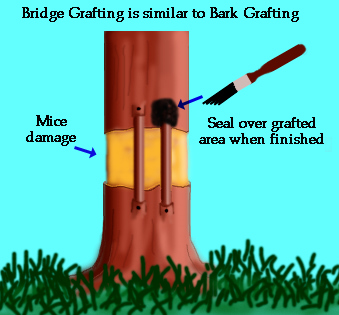 Bridge Grafting is similar to Bark Grafting
Mice
damage
Seal over grafted
area when finished